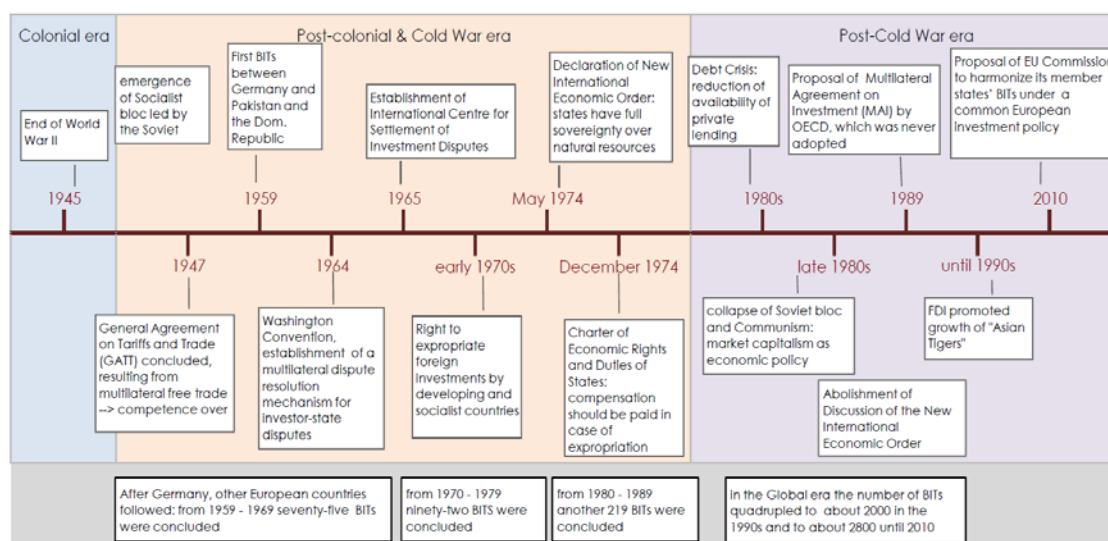 Colonial era
Post-colonial & Cold War era
Post-Cold War era
End of World
War II
emergence
of Socialist
bloc led by
the Soviet
First BITs
between
Germany and
Pakistan and
the Dom.
Republic
Establishment of
International Centre for
Settlement of
Investment Disputes
Declaration of New
International
Economic Order:
states have full
sovereignty over
natural resources
Debt Crisis:
reduction of
availability of
private
lending
Proposal of Multilateral
Agreement on
Investment (MAI) by
OECD, which was never
adopted
Proposal of EU Commission
to harmonize its member
states' BITs under a
common European
Investment policy
1945
1959
1965
May 1974
1980s
1989
2010
1947
1964
early 1970s
December 1974
late 1980s
until 1990s
General Agreement
on Tariffs and Trade
(GATT) concluded,
resulting from
multilateral free trade
--> competence over
Washington
Convention,
establishment of a
multilateral dispute
resolution
mechanism for
investor-state
disputes
Right to
expropriate
foreign
investments by
developing and
socialist countries
Charter of
Economic Rights
and Duties of
States:
compensation
should be paid in
case of
expropriation
collapse of Soviet bloc
and Communism:
market capitalism as
economic policy
Abolishment of
Discussion of the New
International
Economic Order
FDI promoted
growth of "Asian
Tigers"
After Germany, other European countries
followed: from 1959 - 1969 seventy-five BITs
were concluded
from 1970 - 1979
ninety-two BITS were
concluded
from 1980 - 1989
another 219 BITs were
concluded
in the Global era the number of BITs
quadrupled to about 2000 in the
1990s and to about 2800 until 2010